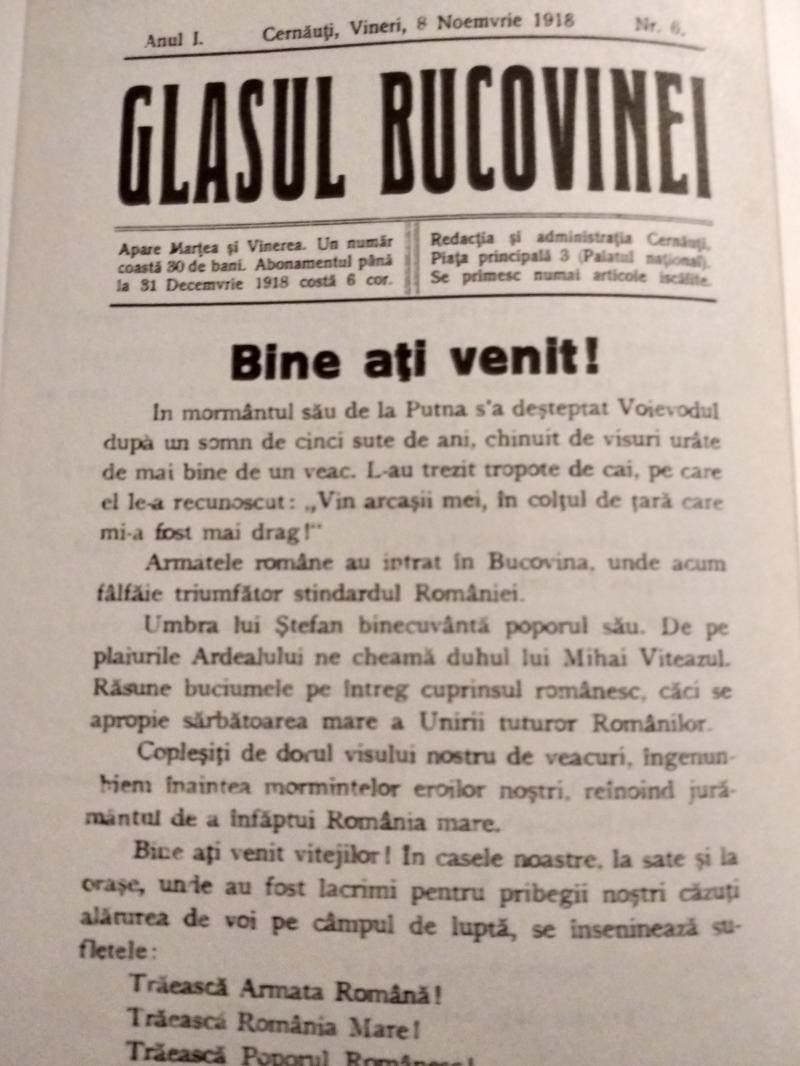 Anul I. Cernăuţi, Vineri, 8 Noemvrie 1918 Nr. 6.
GLASUL BUCOVINEI
Apare Marţea şi Vinerea. Un număr
coastă 30 de bani. Abonamentul până
la 31 Decemvrie 1918 costă 6 cor.
Redacţia şi administraţia Cernăuţi,
Piaţa principală 3 (Palatul naţional).
Se primesc numai articole iscălite.
Bine aţi venit!
In mormântul său de la Putna s'a deşteptat Voievodul
după un somn de cinci sute de ani, chinuit de visuri urâte
de mai bine de un veac. L-au trezit tropote de cai, pe care
el le-a recunoscut: „Vin arcaşii mei, în colţul de ţară care
mi-a fost mai drag!“
Armatele române au intrat în Bucovina, unde acum
fâlfăie triumfător stindardul României.
Umbra lui Ştefan binecuvântă poporul său. De pe
plaiurile Ardealului ne cheamă duhul lui Mihai Viteazul.
Răsune buciumele pe întreg cuprinsul românesc, căci se
apropie sărbătoarea mare a Unirii tuturor Românilor.
Copleşiţi de dorul visului nostru de veacuri, îngenun-
hiem înaintea mormintelor eroilor noştri, reînoind jură-
mântul de a înfăptui România mare.
Bine aţi venit vitejilor! In casele noastre, la sate şi la
oraşe, unde au fost lacrimi pentru pribegii noştri căzuţi
alăturea de voi pe câmpul de luptă, se înseninează su-
fletele:
Trăească Armata Română!
Trăească România Mare!
Trăească Poporul Românesc!